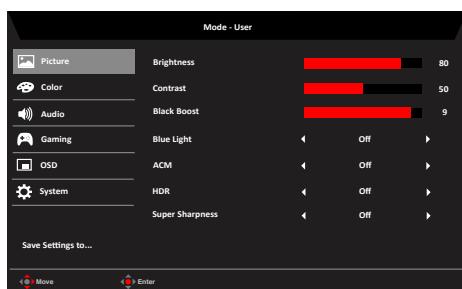 Mode - User
Picture
Color
Audio
Gaming
OSD
System
Save Settings to...
Brightness 80
Contrast 50
Black Boost 9
Blue Light Off
ACM Off
HDR Off
Super Sharpness Off
Move Enter